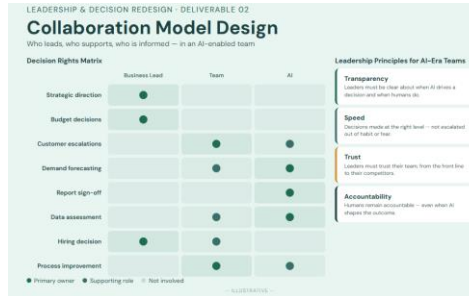 LEADERSHIP & DECISION REDESIGN · DELIVERABLE 02
Collaboration Model Design
Who leads, who supports, who is informed — in an AI-enabled team
Decision Rights Matrix
Business Lead
Team
AI
Strategic direction
Budget decisions
Customer escalations
Demand forecasting
Report sign-off
Data assessment
Hiring decision
Process improvement
Primary owner
Supporting role
Not involved
Leadership Principles for AI-Era Teams
Transparency
Leaders must be clear about when AI drives a
decision and when humans do.
Speed
Decisions made at the right level — not escalated
out of habit or fear.
Trust
Leaders must trust their team; from the front line
to their competitors.
Accountability
Humans remain accountable — even when AI
shapes the outcome.
— ILLUSTRATIVE —